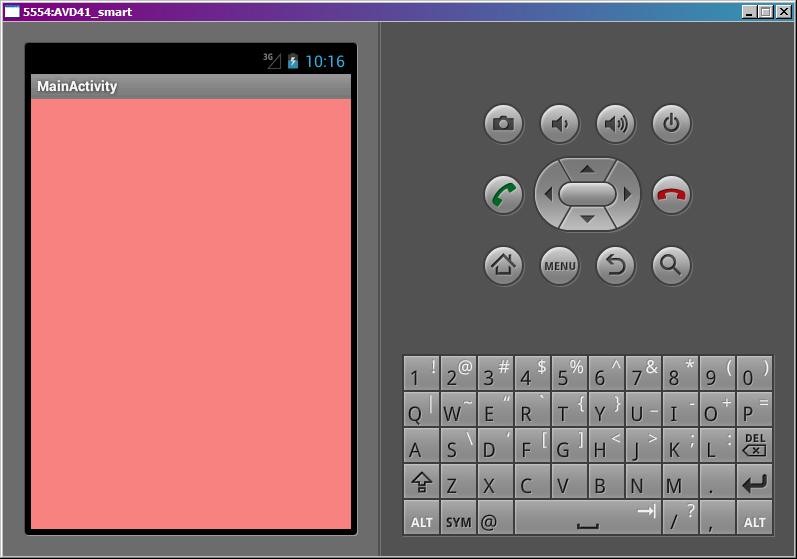 5554:AVD41_smart
3G 10:16
MainActivity
MENU
1 ! 2 @ 3 # 4 $ 5 % 6 ^ 7 & 8 * 9 ( 0 )
Q | W ~ E “ R ` T { Y } U _ I - O + P =
A S \ D ‘ F [ G ] H < J > K ; L : DEL
Z X C V B N M .
ALT SYM @ / ? , ALT